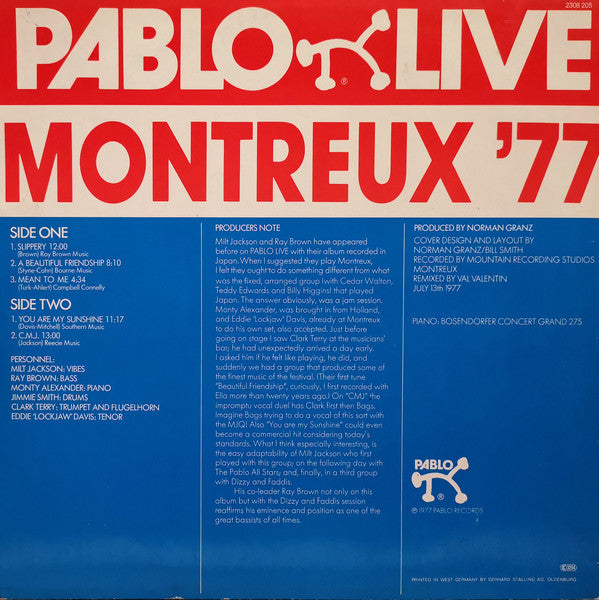 2308 205
PABLO LIVE
®
MONTREUX '77
SIDE ONE
1. SLIPPERY 12:00
(Brown) Ray Brown Music
2. A BEAUTIFUL FRIENDSHIP 8:10
(Styne-Cahn) Bourne Music
3. MEAN TO ME 4:34
(Turk-Ahlert) Campbell Connelly
SIDE TWO
1. YOU ARE MY SUNSHINE 11:17
(Davis-Mitchell) Southern Music
2. C.M.J. 13:00
(Jackson) Reecie Music
PERSONNEL:
MILT JACKSON: VIBES
RAY BROWN: BASS
MONTY ALEXANDER: PIANO
JIMMIE SMITH: DRUMS
CLARK TERRY: TRUMPET AND FLUGELHORN
EDDIE 'LOCKJAW' DAVIS: TENOR
PRODUCERS NOTE
Milt Jackson and Ray Brown have appeared
before on PABLO LIVE with their album recorded in
Japan. When I suggested they play Montreux,
I felt they ought to do something different from what
was the fixed, arranged group (with Cedar Walton,
Teddy Edwards and Billy Higgins) that played
Japan. The answer obviously, was a jam session.
Monty Alexander, was brought in from Holland,
and Eddie 'Lockjaw' Davis, already at Montreux
to do his own set, also accepted. Just before
going on stage I saw Clark Terry at the musicians'
bar; he had unexpectedly arrived a day early.
I asked him if he felt like playing, he did, and
suddenly we had a group that produced some of
the finest music of the festival. (Their first tune
"Beautiful Friendship", curiously, I first recorded with
Ella more than twenty years ago.) On "CMJ" the
impromptu vocal duel has Clark first then Bags.
Imagine Bags trying to do a vocal of this sort with
the MJQ! Also "You are my Sunshine" could even
become a commercial hit considering today's
standards. What I think especially interesting, is
the easy adaptability of Milt Jackson who first
played with this group; on the following day with
The Pablo All Stars; and, finally, in a third group
with Dizzy and Faddis.
His co-leader Ray Brown not only on this
album but with the Dizzy and Faddis session
reaffirms his eminence and position as one of the
great bassists of all times.
PRODUCED BY NORMAN GRANZ
COVER DESIGN AND LAYOUT BY
NORMAN GRANZ/BILL SMITH
RECORDED BY MOUNTAIN RECORDING STUDIOS
MONTREUX
REMIXED BY VAL VALENTIN
JULY 13th 1977
PIANO: BOSENDORFER CONCERT GRAND 275
PABLO
®
℗ 1977 PABLO RECORDS
PRINTED IN WEST GERMANY BY GERHARD STALLING AG. OLDENBURG